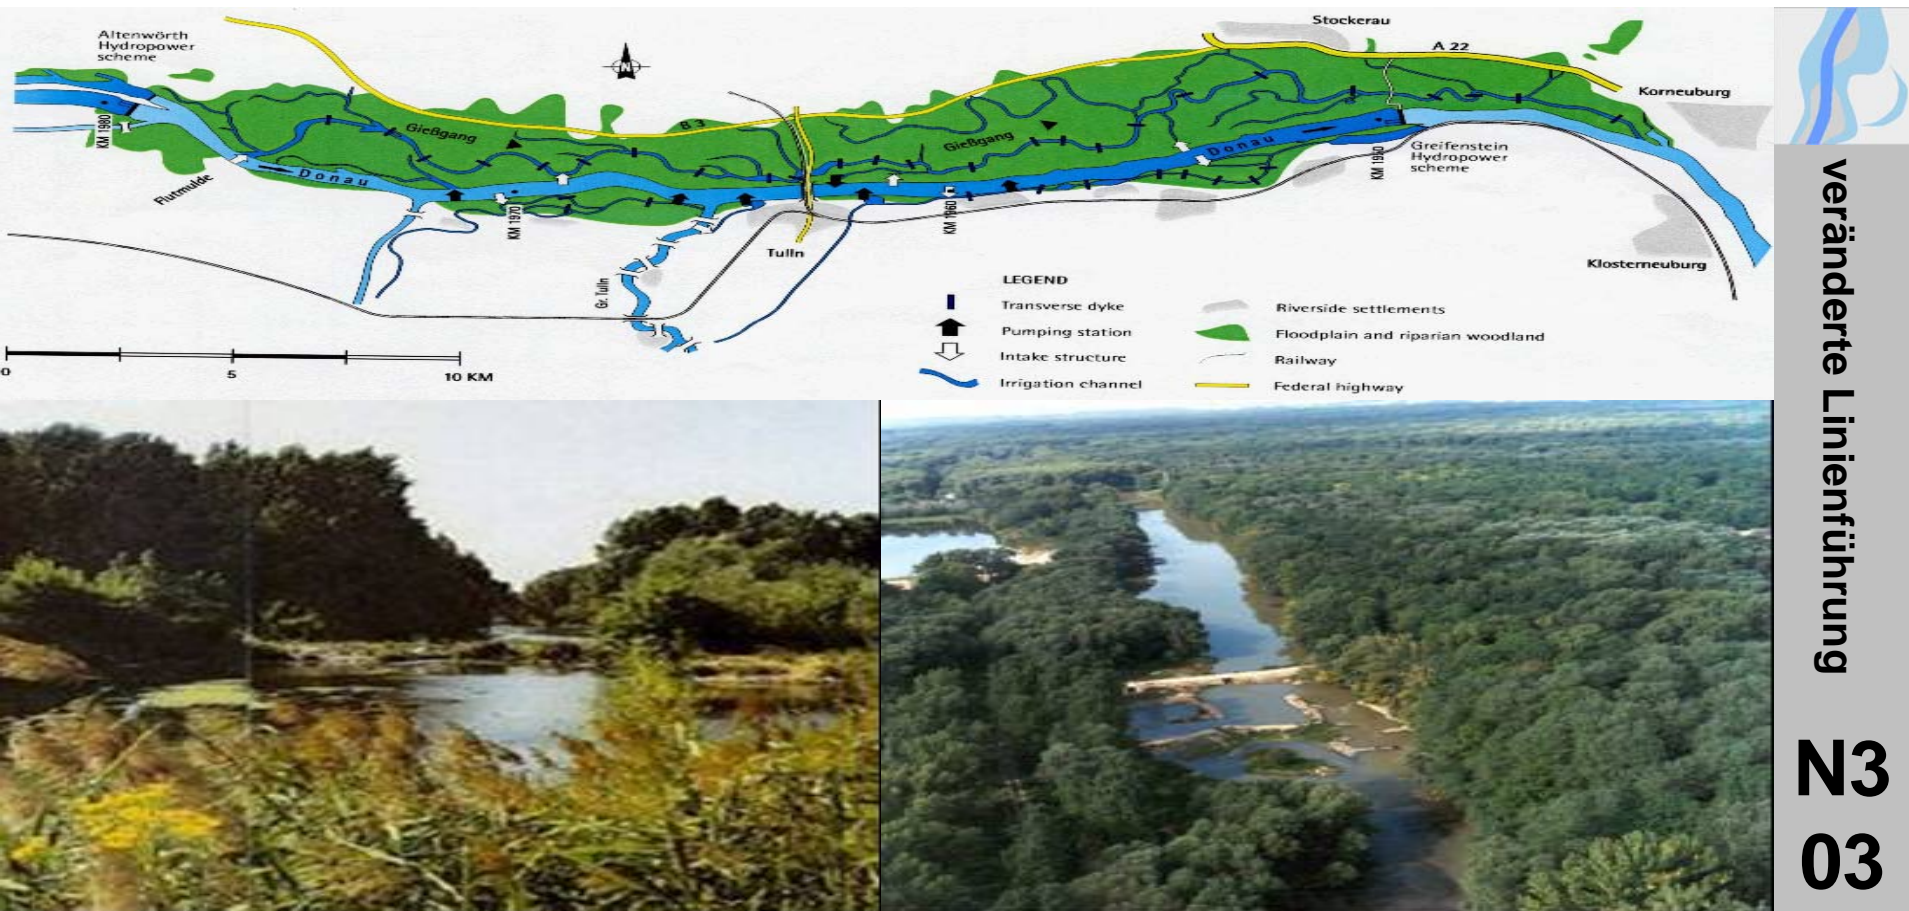 Altenwörth
Hydropower
scheme
KM 1980
Flutmulde
Gießgang
Donau
KM 1970
B 3
Gr. Tulln
Tulln
Gießgang
KM 1960
Donau
Stockerau
A 22
Korneuburg
Greifenstein
Hydropower
scheme
KM 1950
Klosterneuburg
N
LEGEND
Transverse dyke
Pumping station
Intake structure
Irrigation channel
Riverside settlements
Floodplain and riparian woodland
Railway
Federal highway
0 5 10 KM
veränderte Linienführung
N3
03